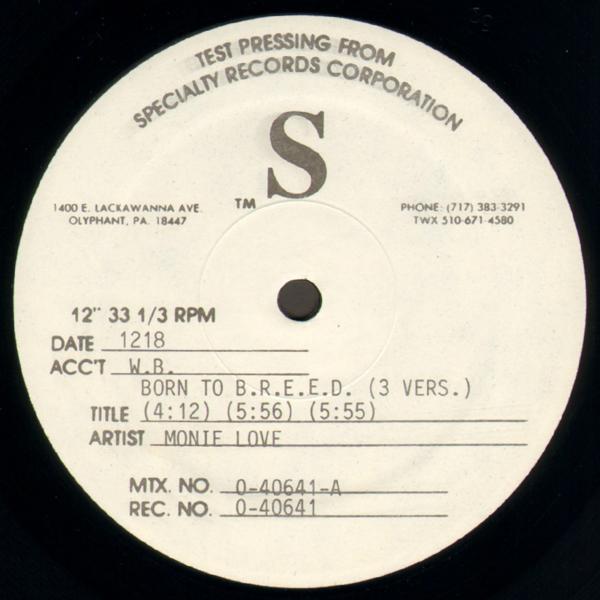 TEST PRESSING FROM
SPECIALTY RECORDS CORPORATION
S
TM
1400 E. LACKAWANNA AVE.
OLYPHANT, PA. 18447
PHONE: (717) 383-3291
TWX 510-671-4580
12" 33 1/3 RPM
DATE 1218
ACC'T W.B.
BORN TO B.R.E.E.D. (3 VERS.)
TITLE (4:12) (5:56) (5:55)
ARTIST MONIE LOVE
MTX. NO. 0-40641-A
REC. NO. 0-40641